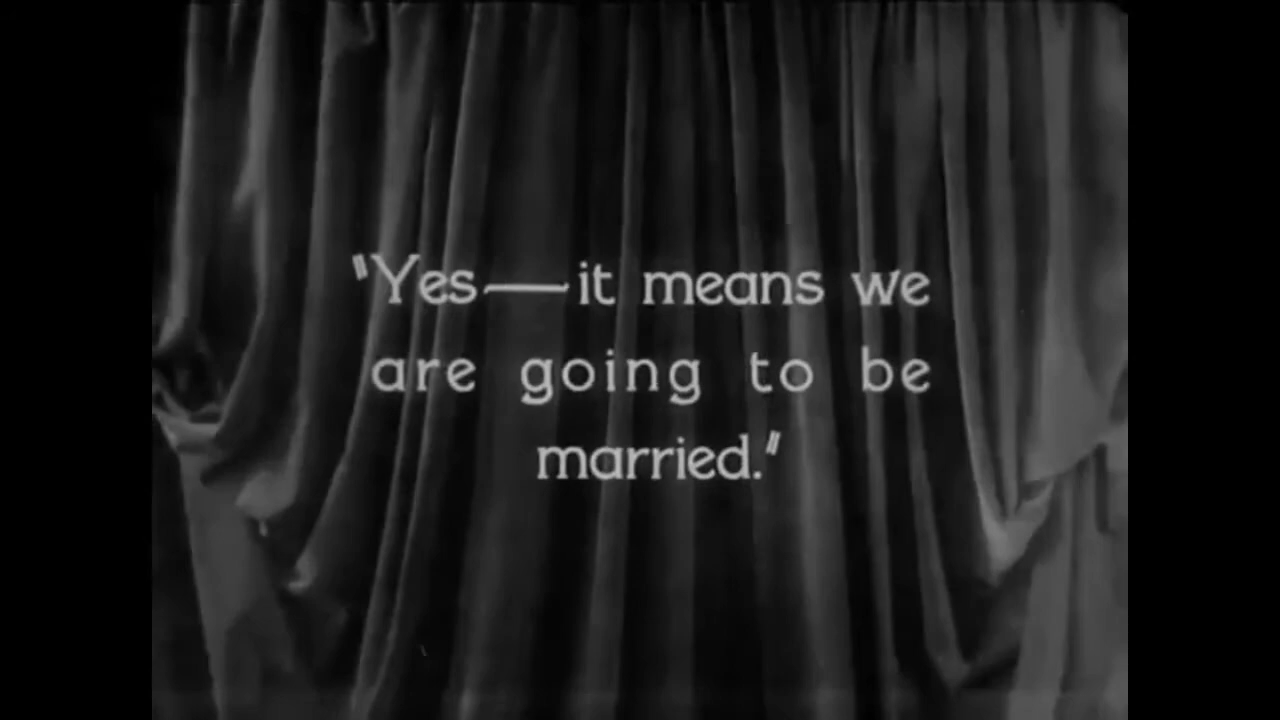 "Yes—it means we
are going to be
married."